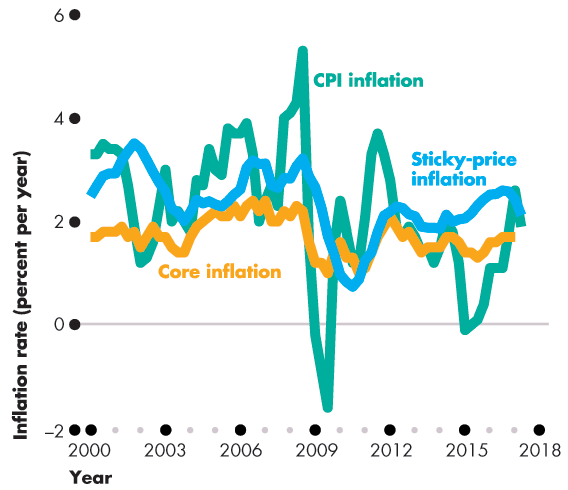 Inflation rate (percent per year)
6
4
2
0
–2
CPI inflation
Sticky-price
inflation
Core inflation
2000 2003 2006 2009 2012 2015 2018
Year